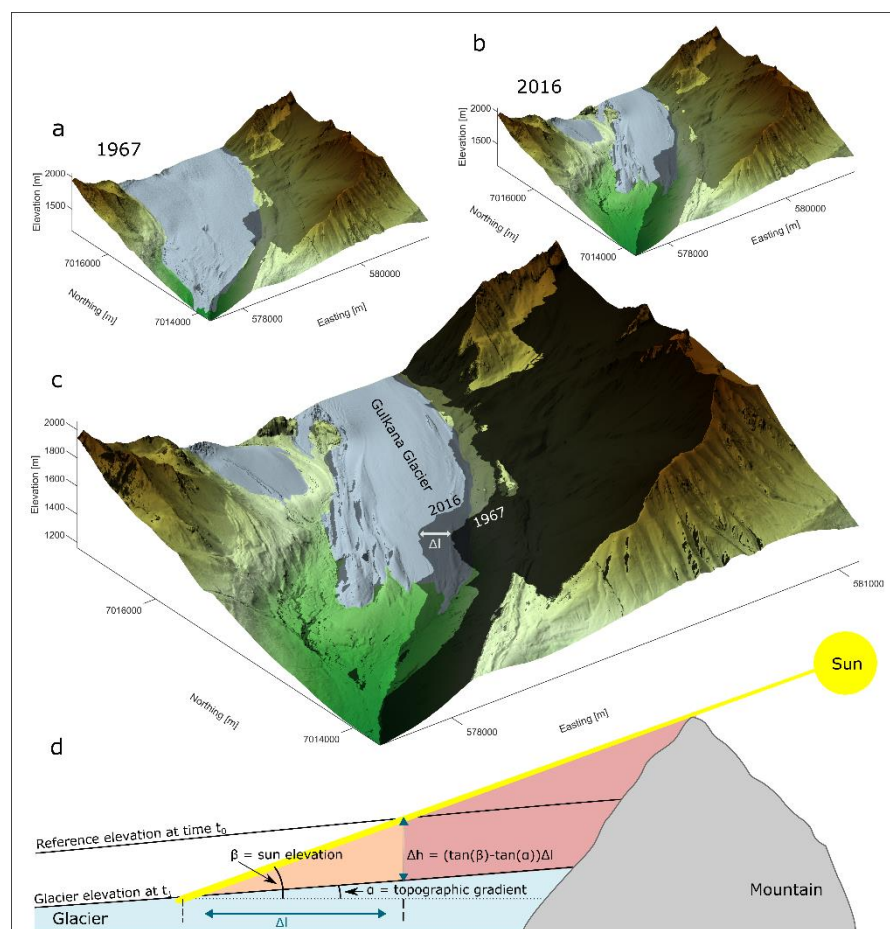 a
1967
Elevation [m]
2000
1500
7016000
7014000
Northing [m]
578000
580000
Easting [m]
b
2016
Elevation [m]
2000
1500
7016000
7014000
Northing [m]
578000
580000
Easting [m]
c
Elevation [m]
2000
1800
1600
1400
1200
7016000
7014000
Northing [m]
578000
581000
Easting [m]
Gulkana Glacier
2016
1967
Δl
Sun
d
Reference elevation at time t₀
β = sun elevation
Δh = (tan(β)-tan(α))Δl
Glacier elevation at tᵢ
α = topographic gradient
Mountain
Glacier
Δl